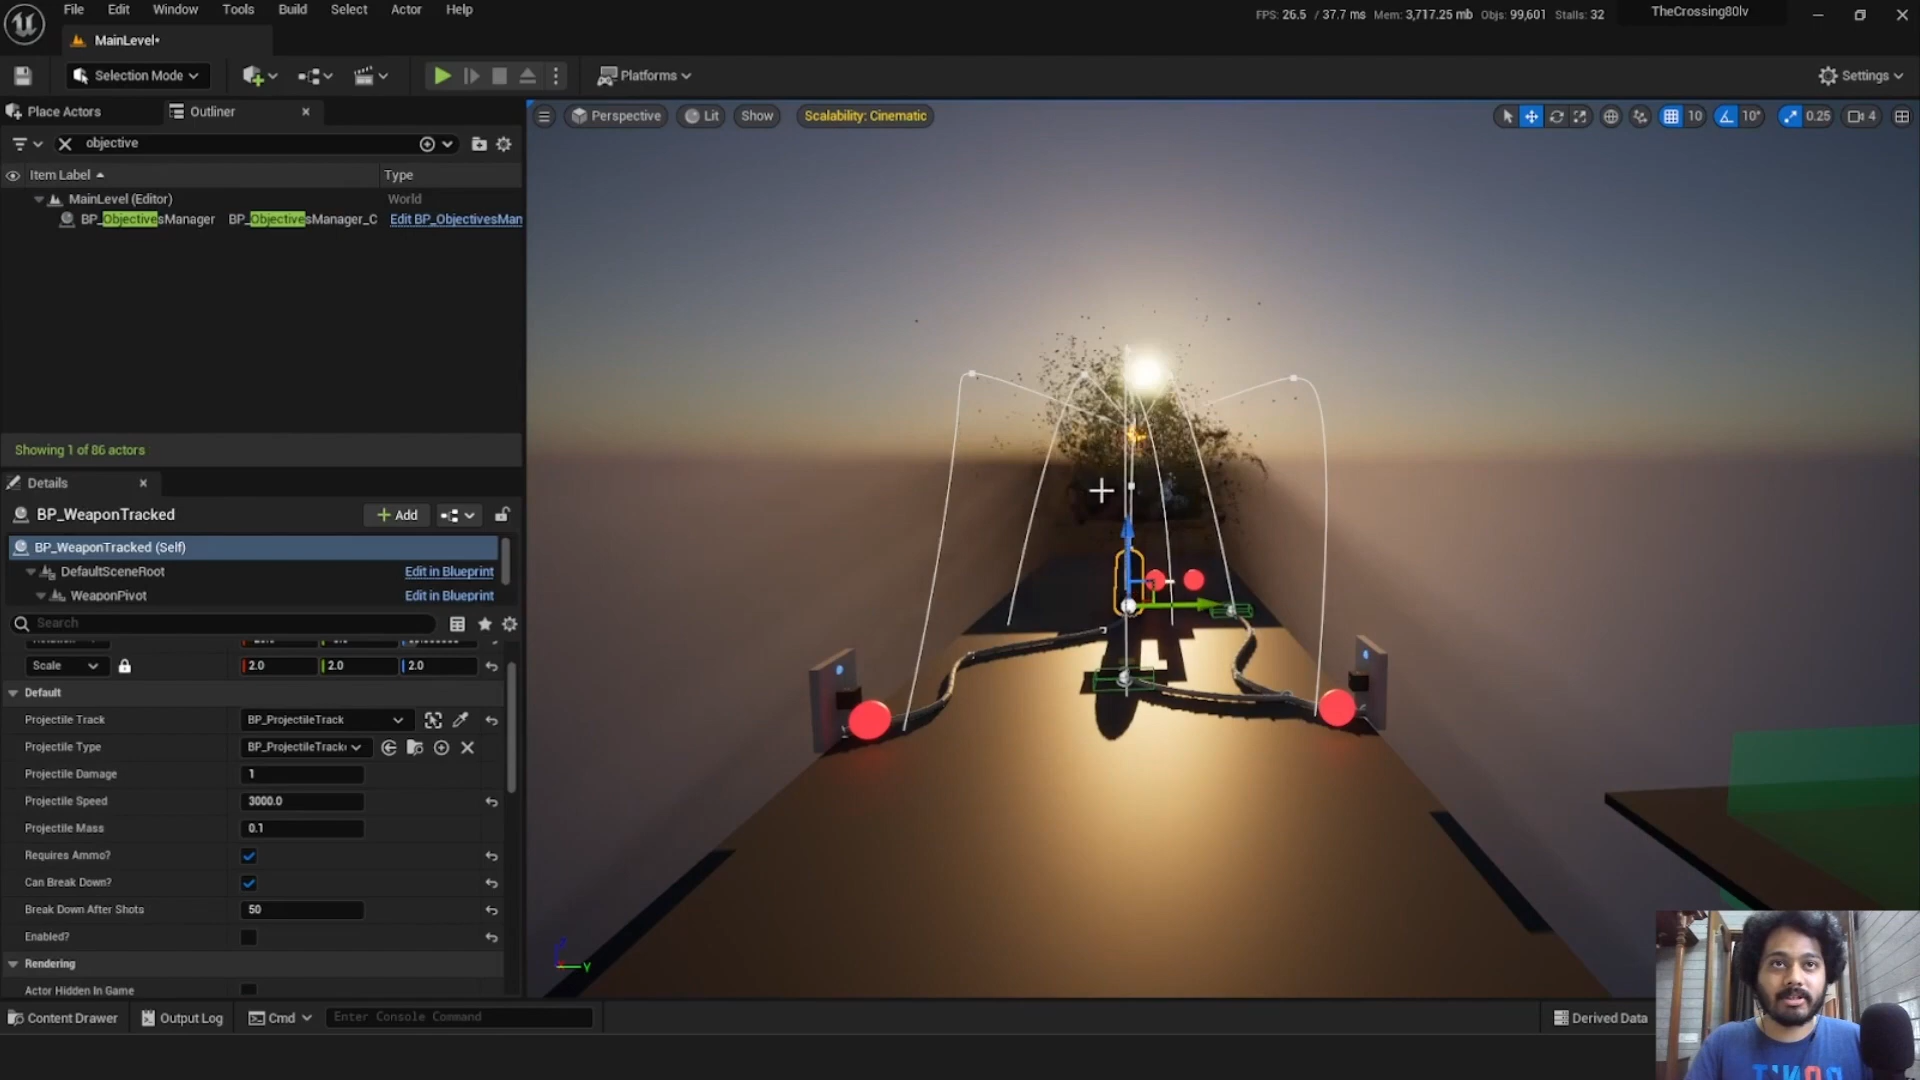 File Edit Window Tools Build Select Actor Help
FPS: 26.5 / 37.7 ms Mem: 3,717.25 mb Objs: 99,601 Stalls: 32
TheCrossing80lv
MainLevel•
Selection Mode
Platforms
Settings
Place Actors
Outliner
Perspective
Lit
Show
Scalability: Cinematic
10
10°
0.25
4
objective
Item Label
Type
MainLevel (Editor)
World
BP_ObjectivesManager
BP_ObjectivesManager_C
Edit BP_ObjectivesMan
Showing 1 of 86 actors
Details
BP_WeaponTracked
Add
BP_WeaponTracked (Self)
DefaultSceneRoot
Edit in Blueprint
WeaponPivot
Edit in Blueprint
Search
Scale
2.0
2.0
2.0
Default
Projectile Track
BP_ProjectileTrack
Projectile Type
BP_ProjectileTrack
Projectile Damage
1
Projectile Speed
3000.0
Projectile Mass
0.1
Requires Ammo?
Can Break Down?
Break Down After Shots
50
Enabled?
Rendering
Actor Hidden In Game
Y
Content Drawer
Output Log
Cmd
Enter Console Command
Derived Data